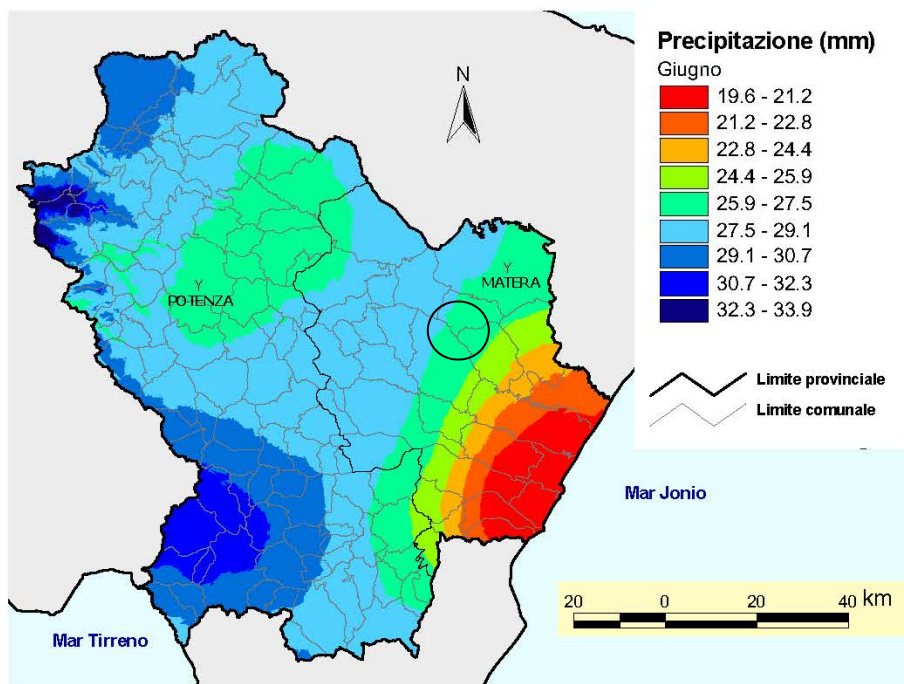 Precipitazione (mm)
Giugno
19.6 - 21.2
21.2 - 22.8
22.8 - 24.4
24.4 - 25.9
25.9 - 27.5
27.5 - 29.1
29.1 - 30.7
30.7 - 32.3
32.3 - 33.9
N
Y
POTENZA
Y
MATERA
Limite provinciale
Limite comunale
Mar Jonio
Mar Tirreno
20 0 20 40 km